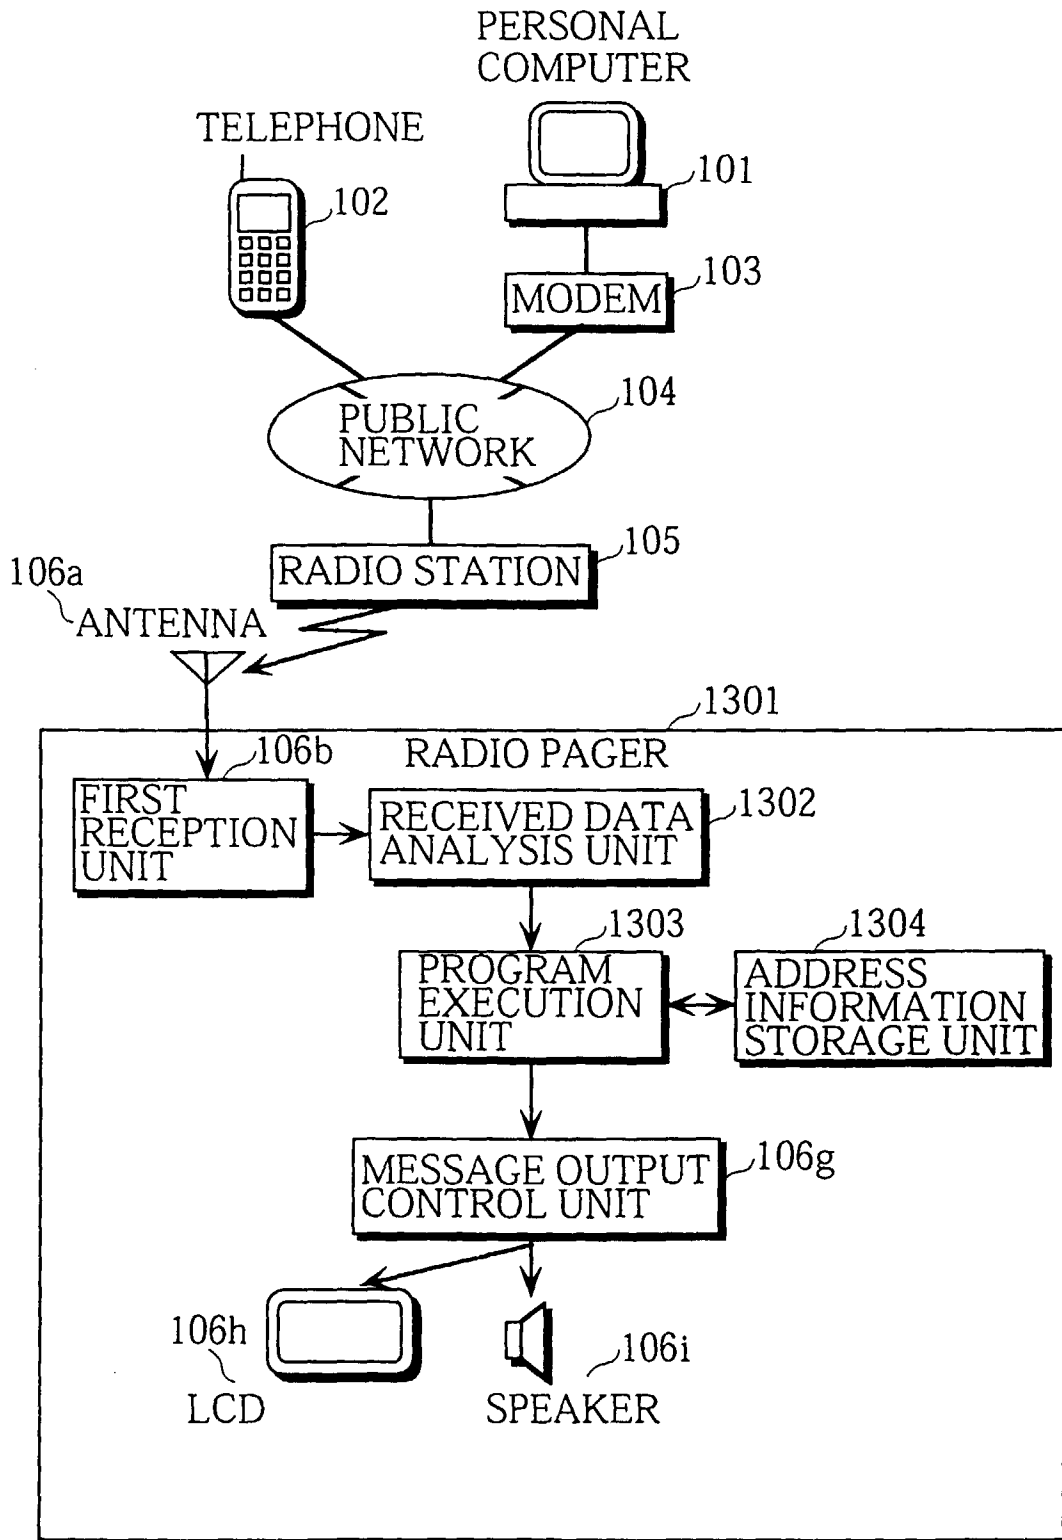 PERSONAL
COMPUTER
TELEPHONE
101
102
MODEM
103
104
PUBLIC
NETWORK
105
RADIO STATION
106a
ANTENNA
1301
106b
RADIO PAGER
FIRST
RECEPTION
UNIT
1302
RECEIVED DATA
ANALYSIS UNIT
1303
1304
PROGRAM
EXECUTION
UNIT
ADDRESS
INFORMATION
STORAGE UNIT
MESSAGE OUTPUT
CONTROL UNIT
106g
106h
106i
LCD
SPEAKER